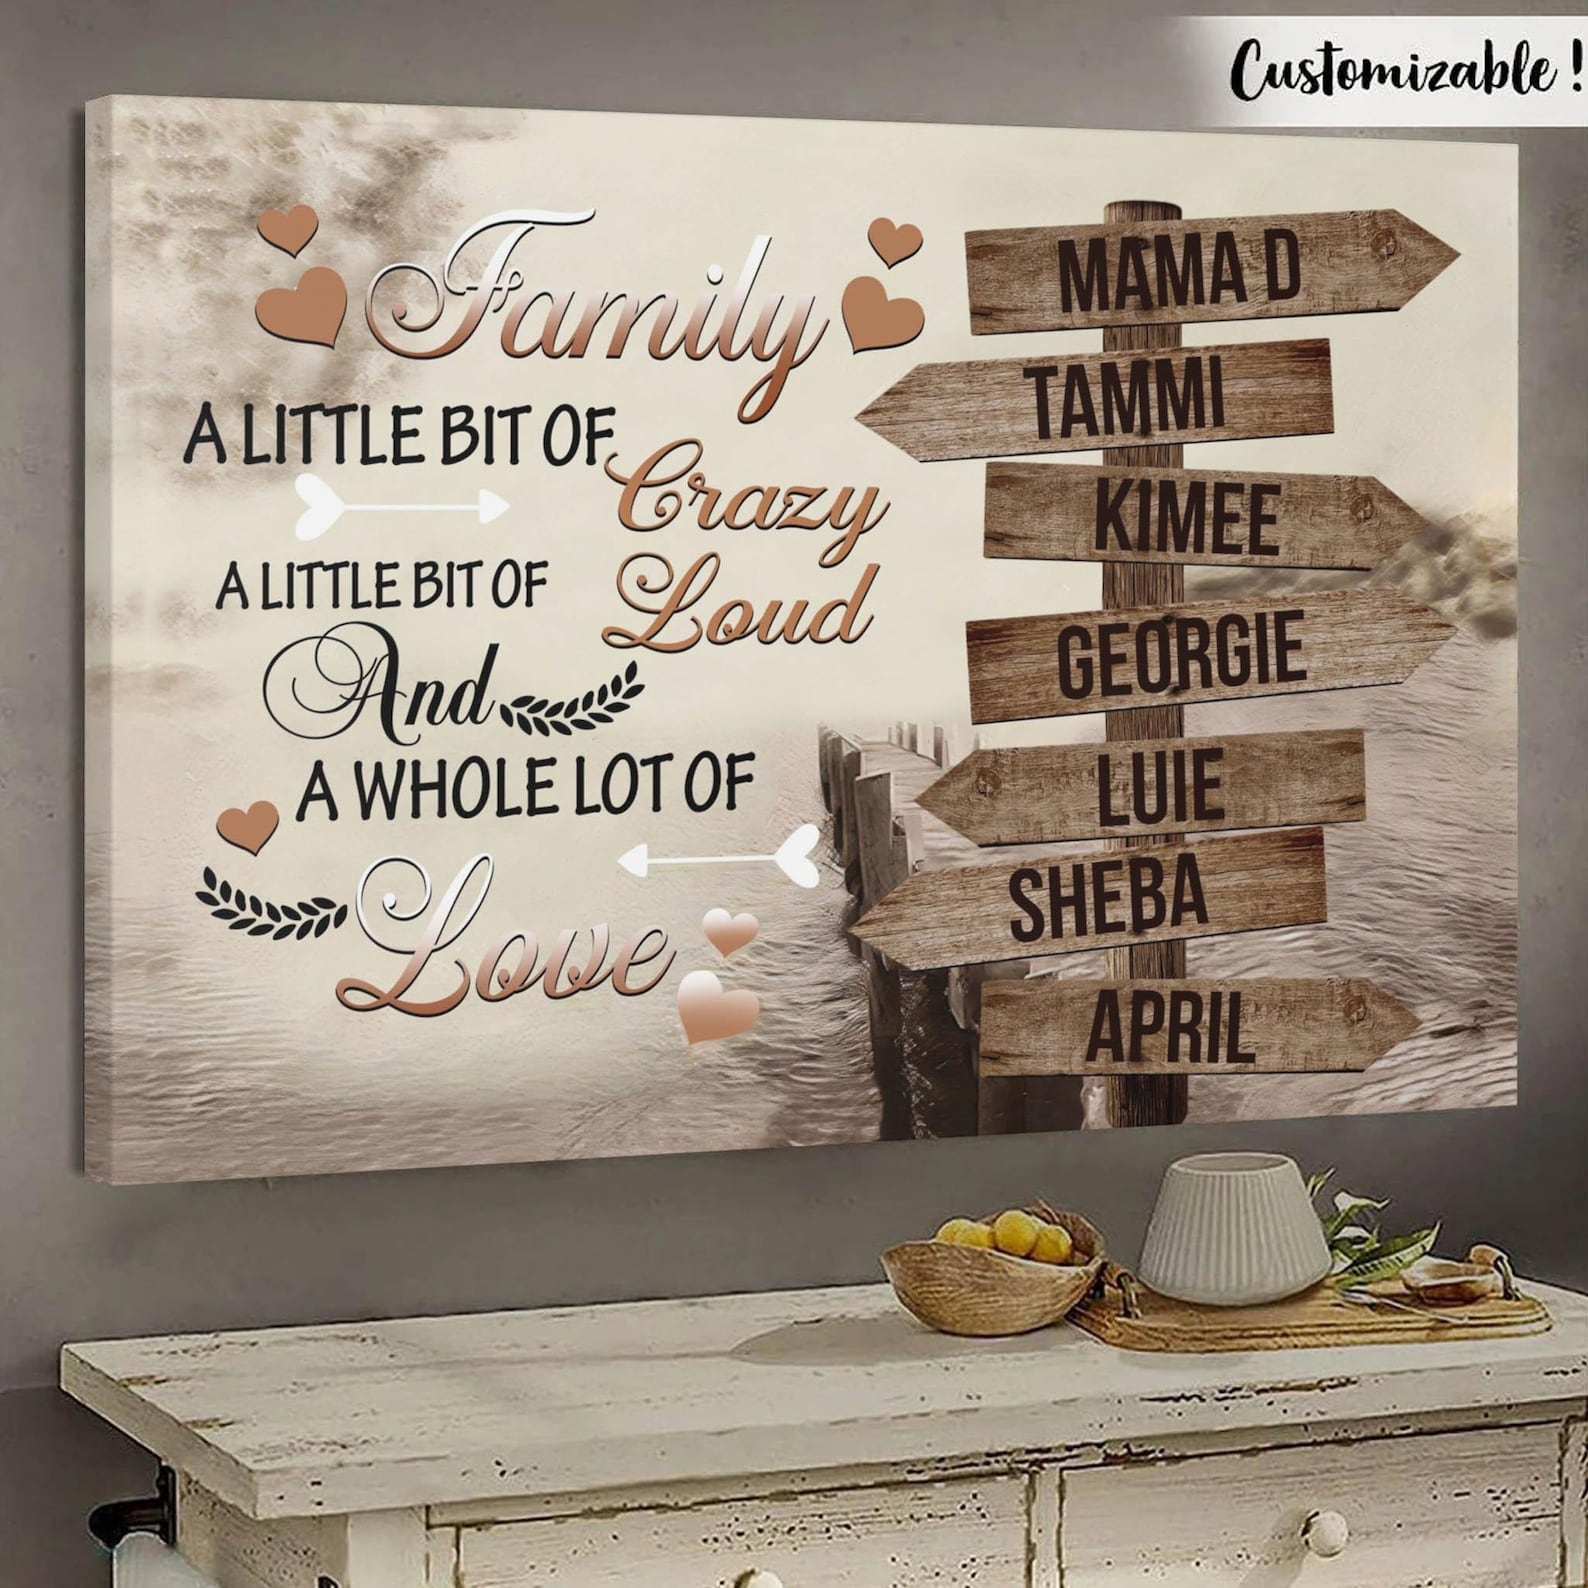 Customizable !
Family
A LITTLE BIT OF
Crazy
A LITTLE BIT OF
Loud
And
A WHOLE LOT OF
Love
MAMA D
TAMMI
KIMEE
GEORGIE
LUIE
SHEBA
APRIL